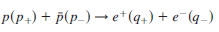 p(p₊) + p̄(p₋) → e⁺(q₊) + e⁻(q₋)